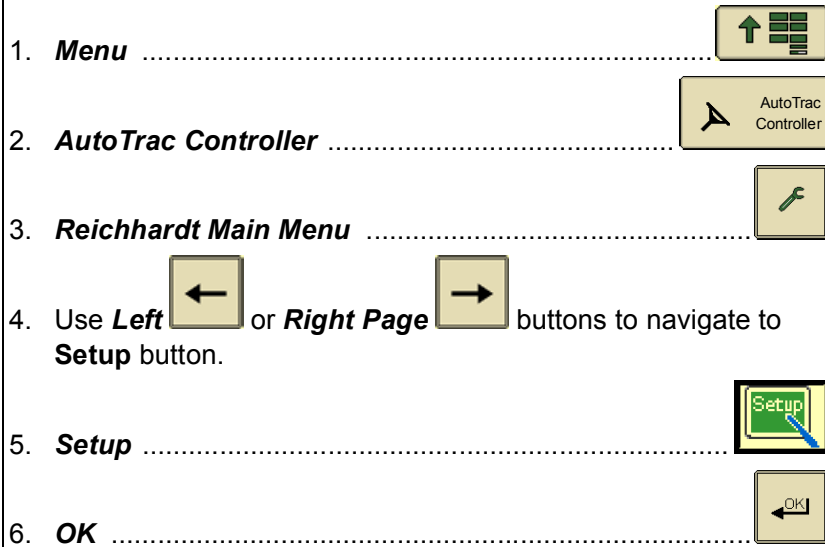 1. Menu ........................................................................
2. AutoTrac Controller ............................................ AutoTrac
Controller
3. Reichhardt Main Menu .................................................
4. Use Left or Right Page buttons to navigate to
Setup button.
5. Setup ........................................................................... Setup
6. OK .................................................................................. OK